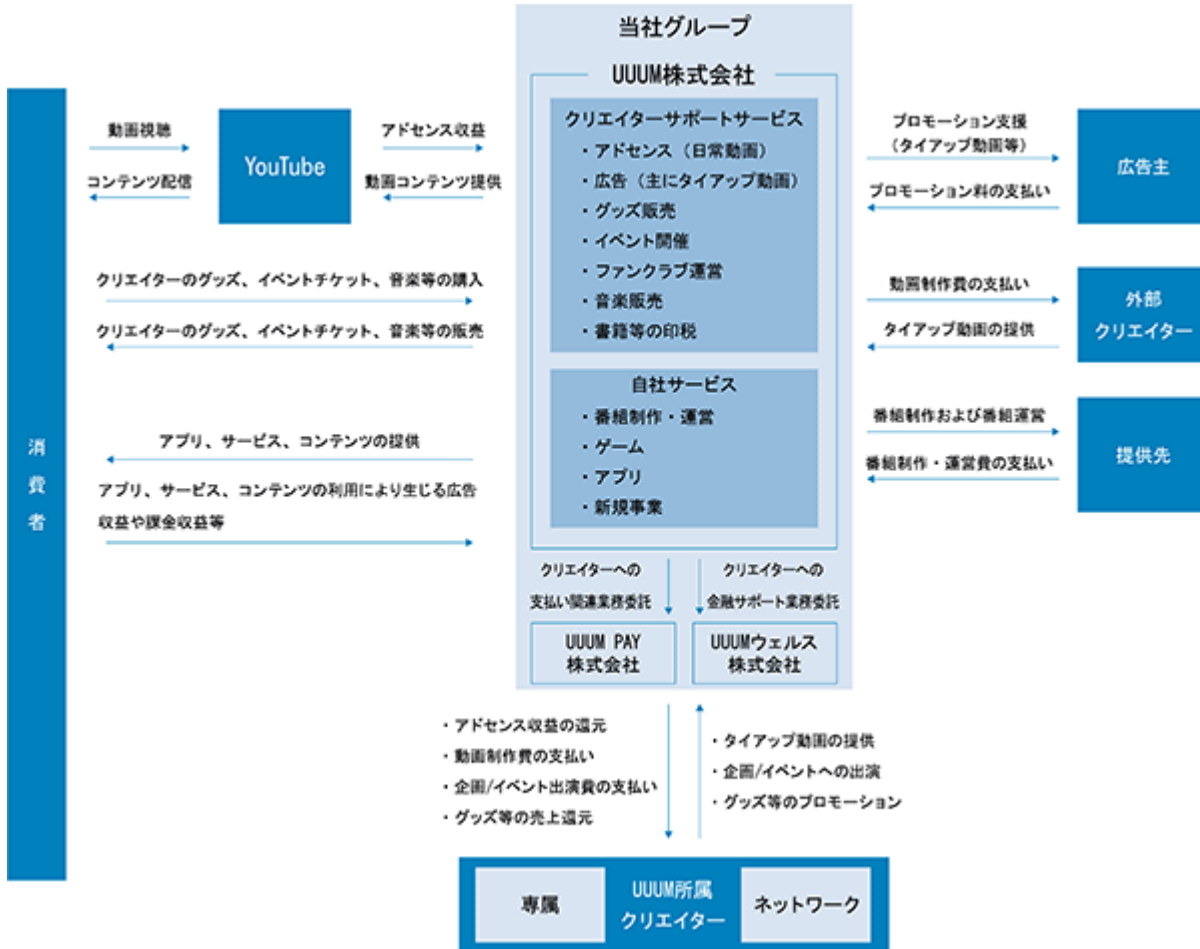 当社グループ
UUUM株式会社
クリエイターサポートサービス
・アドセンス（日常動画）
・広告（主にタイアップ動画）
・グッズ販売
・イベント開催
・ファンクラブ運営
・音楽販売
・書籍等の印税
自社サービス
・番組制作・運営
・ゲーム
・アプリ
・新規事業
消費者
動画視聴
コンテンツ配信
YouTube
アドセンス収益
動画コンテンツ提供
クリエイターのグッズ、イベントチケット、音楽等の購入
クリエイターのグッズ、イベントチケット、音楽等の販売
アプリ、サービス、コンテンツの提供
アプリ、サービス、コンテンツの利用により生じる広告
収益や課金収益等
プロモーション支援
（タイアップ動画等）
プロモーション料の支払い
広告主
動画制作費の支払い
タイアップ動画の提供
外部
クリエイター
番組制作および番組運営
番組制作・運営費の支払い
提供先
クリエイターへの
支払い関連業務委託
クリエイターへの
金融サポート業務委託
UUUM PAY
株式会社
UUUMウェルス
株式会社
・アドセンス収益の還元
・動画制作費の支払い
・企画/イベント出演費の支払い
・グッズ等の売上還元
・タイアップ動画の提供
・企画/イベントへの出演
・グッズ等のプロモーション
専属
UUUM所属
クリエイター
ネットワーク